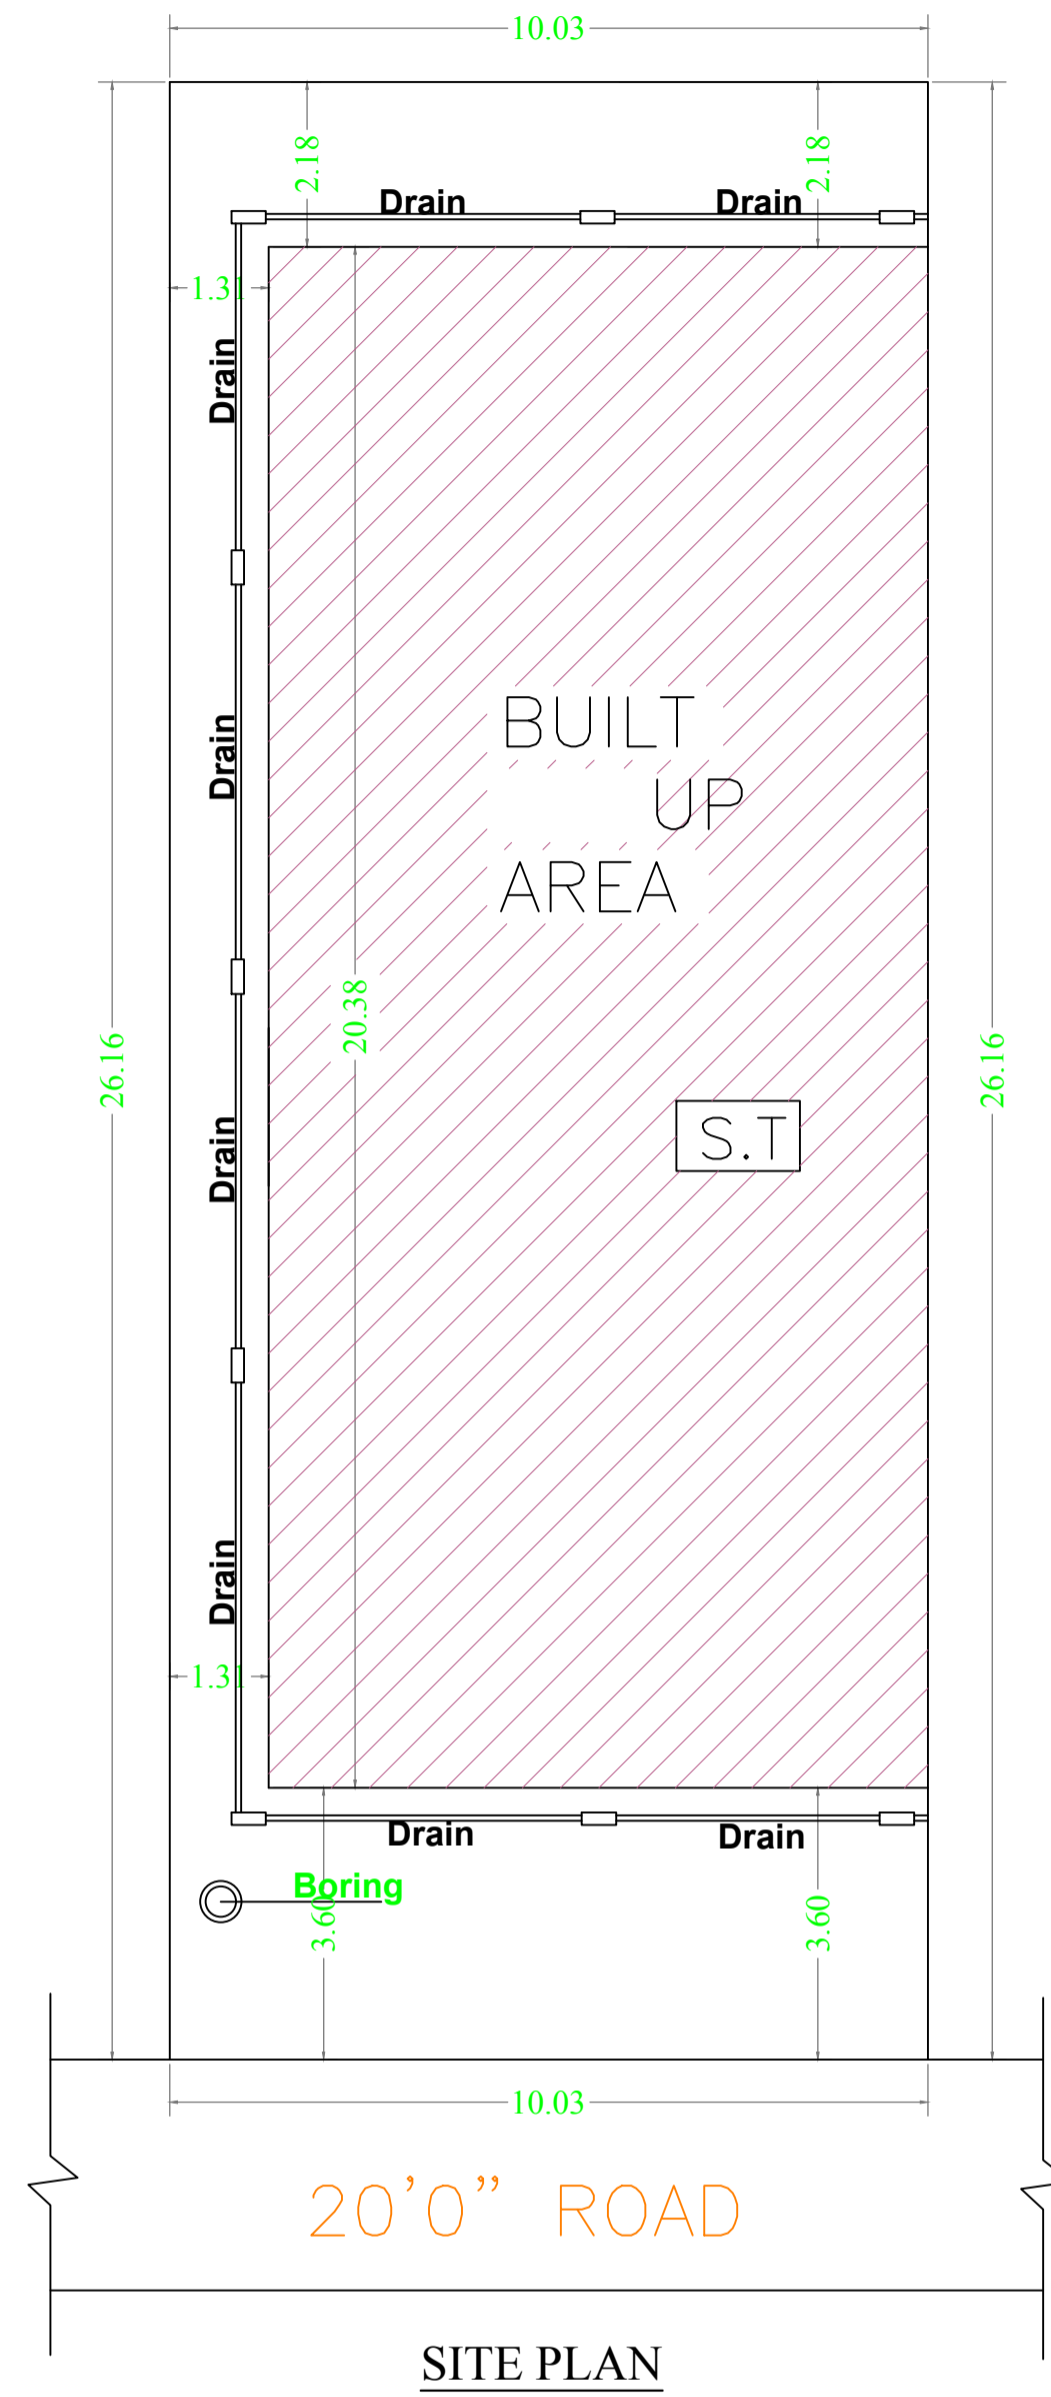 10.03
2.18
2.18
Drain
Drain
1.31
Drain
BUILT
Drain
UP
AREA
20.38
26.16
26.16
S.T
Drain
Drain
1.31
Drain
Drain
Boring
3.60
3.60
10.03
20'0" ROAD
SITE PLAN